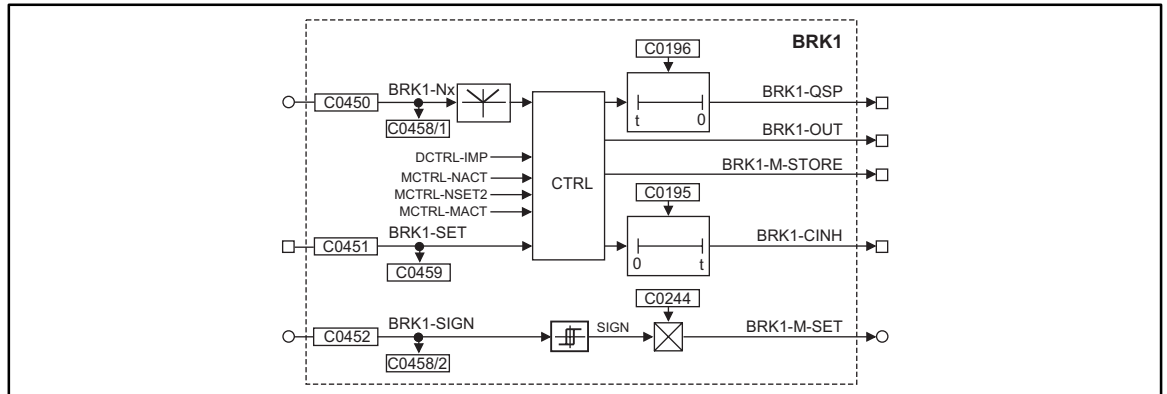 BRK1
C0196
C0450
BRK1-Nx
C0458/1
t
0
BRK1-QSP
BRK1-OUT
BRK1-M-STORE
DCTRL-IMP
MCTRL-NACT
MCTRL-NSET2
MCTRL-MACT
CTRL
C0195
C0451
BRK1-SET
C0459
0
t
BRK1-CINH
C0244
C0452
BRK1-SIGN
C0458/2
SIGN
BRK1-M-SET